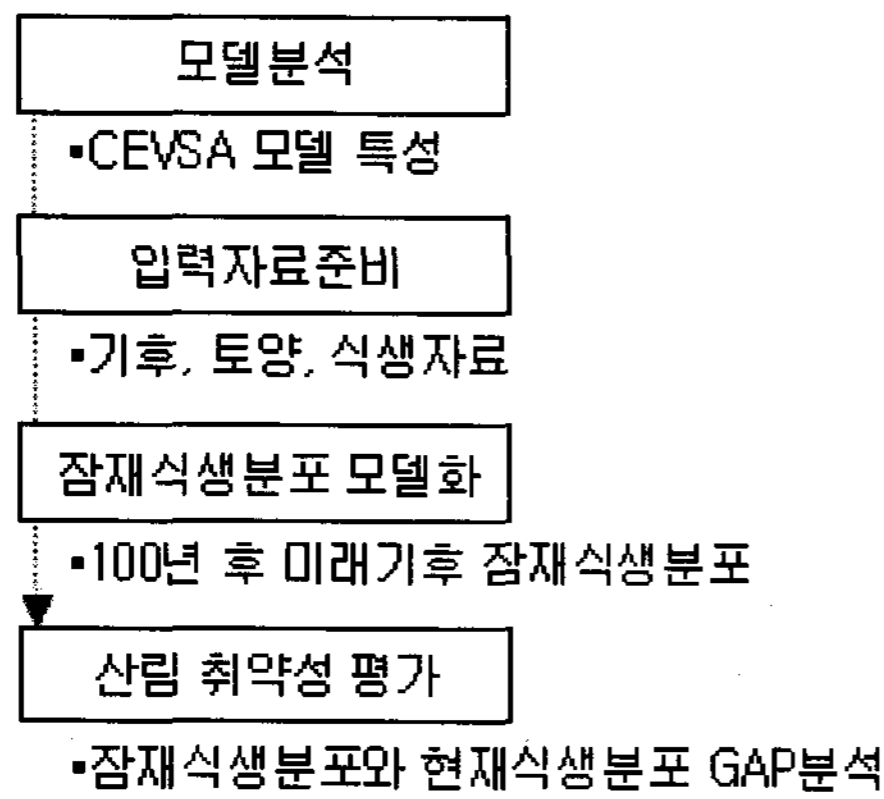 모델분석
▪CEVSA 모델 특성
입력자료준비
▪기후, 토양, 식생자료
잠재식생분포 모델화
▪100년 후 미래기후 잠재식생분포
산림 취약성 평가
▪잠재식생분포와 현재식생분포 GAP분석